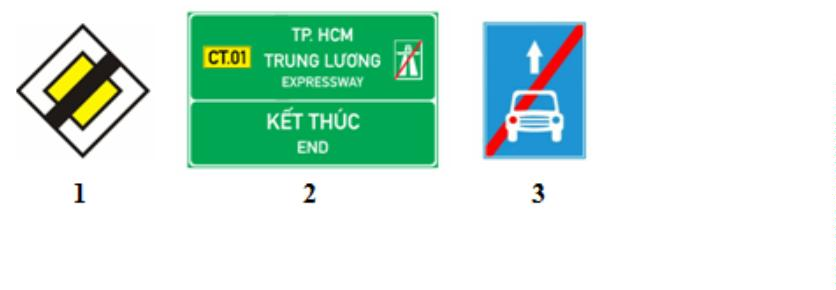 TP. HCM
CT.01 TRUNG LƯƠNG
EXPRESSWAY
KẾT THÚC
END
1 2 3